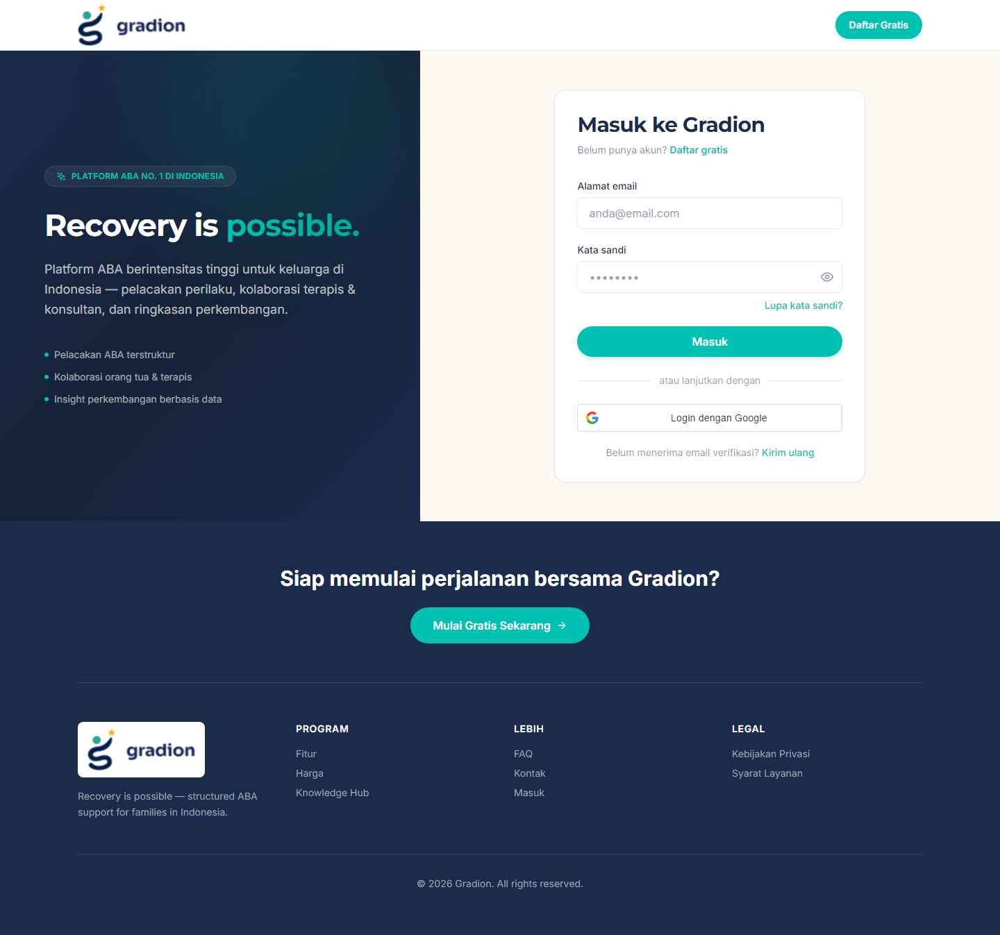 gradion
Daftar Gratis
PLATFORM ABA NO. 1 DI INDONESIA
Recovery is possible.
Platform ABA berintensitas tinggi untuk keluarga di
Indonesia — pelacakan perilaku, kolaborasi terapis &
konsultan, dan ringkasan perkembangan.
Pelacakan ABA terstruktur
Kolaborasi orang tua & terapis
Insight perkembangan berbasis data
Masuk ke Gradion
Belum punya akun? Daftar gratis
Alamat email
anda@email.com
Kata sandi
Lupa kata sandi?
Masuk
atau lanjutkan dengan
Login dengan Google
Belum menerima email verifikasi? Kirim ulang
Siap memulai perjalanan bersama Gradion?
Mulai Gratis Sekarang →
gradion
Recovery is possible — structured ABA
support for families in Indonesia.
PROGRAM
Fitur
Harga
Knowledge Hub
LEBIH
FAQ
Kontak
Masuk
LEGAL
Kebijakan Privasi
Syarat Layanan
© 2026 Gradion. All rights reserved.